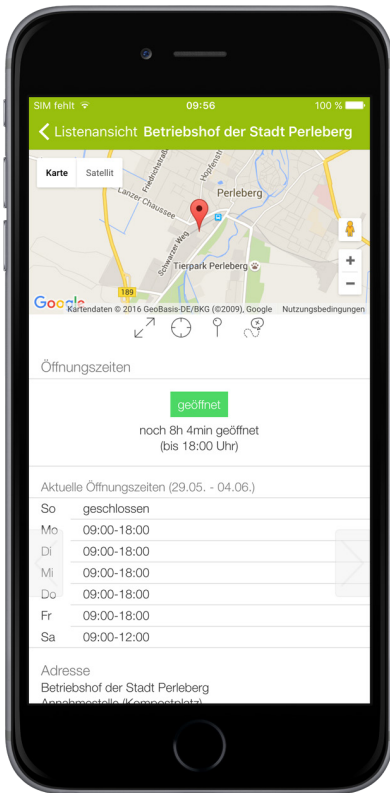 SIM fehlt 09:56 100 %
Listenansicht Betriebshof der Stadt Perleberg
Karte Satellit
Friedrichstraße
Hopfenstr
Lanzer Chaussee
Perleberg
Schwarzer Weg
Tierpark Perleberg
189
+
−
Google Kartendaten © 2016 GeoBasis-DE/BKG (©2009), Google Nutzungsbedingungen
Öffnungszeiten
geöffnet
noch 8h 4min geöffnet
(bis 18:00 Uhr)
Aktuelle Öffnungszeiten (29.05. - 04.06.)
So geschlossen
Mo 09:00-18:00
Di 09:00-18:00
Mi 09:00-18:00
Do 09:00-18:00
Fr 09:00-18:00
Sa 09:00-12:00
Adresse
Betriebshof der Stadt Perleberg
Annahmestelle (Kompostplatz)